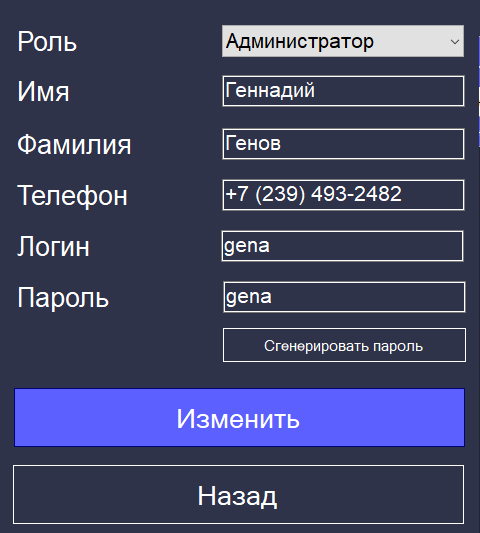 Роль Администратор
Имя Геннадий
Фамилия Генов
Телефон +7 (239) 493-2482
Логин gena
Пароль gena
Сгенерировать пароль
Изменить
Назад